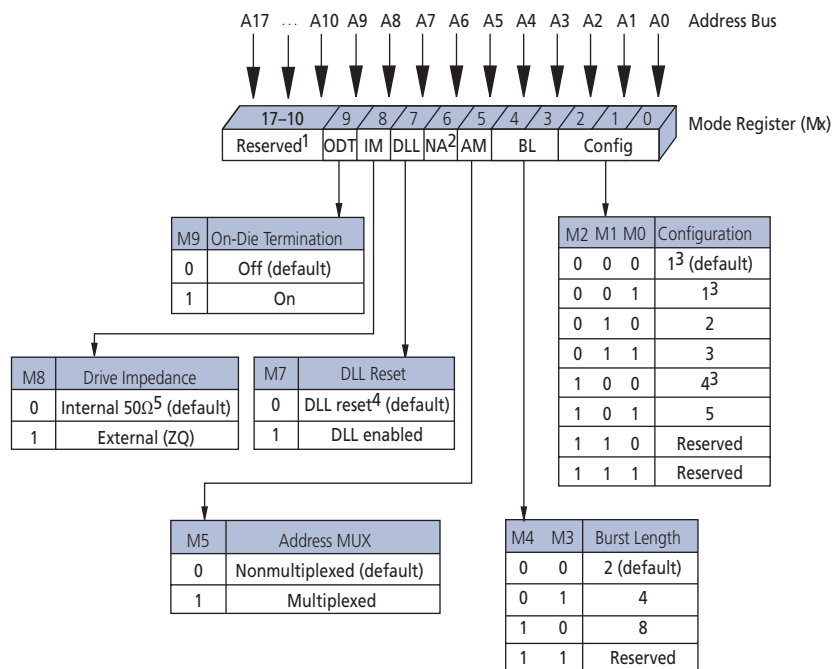 A17 ... A10 A9 A8 A7 A6 A5 A4 A3 A2 A1 A0 Address Bus
17–10 9 8 7 6 5 4 3 2 1 0 Mode Register (Mx)
Reserved1 ODT IM DLL NA2 AM BL Config
M9 On-Die Termination
0 Off (default)
1 On
M2 M1 M0 Configuration
0 0 0 13 (default)
0 0 1 13
0 1 0 2
0 1 1 3
1 0 0 43
1 0 1 5
1 1 0 Reserved
1 1 1 Reserved
M8 Drive Impedance
0 Internal 50Ω5 (default)
1 External (ZQ)
M7 DLL Reset
0 DLL reset4 (default)
1 DLL enabled
M5 Address MUX
0 Nonmultiplexed (default)
1 Multiplexed
M4 M3 Burst Length
0 0 2 (default)
0 1 4
1 0 8
1 1 Reserved